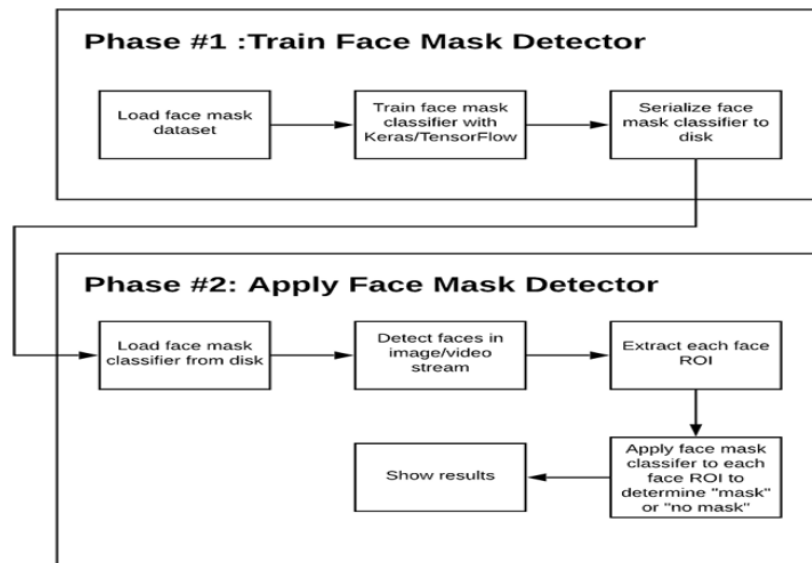 Phase #1 :Train Face Mask Detector
Load face mask
dataset
Train face mask
classifier with
Keras/TensorFlow
Serialize face
mask classifier to
disk
Phase #2: Apply Face Mask Detector
Load face mask
classifier from disk
Detect faces in
image/video
stream
Extract each face
ROI
Apply face mask
classifer to each
face ROI to
determine "mask"
or "no mask"
Show results